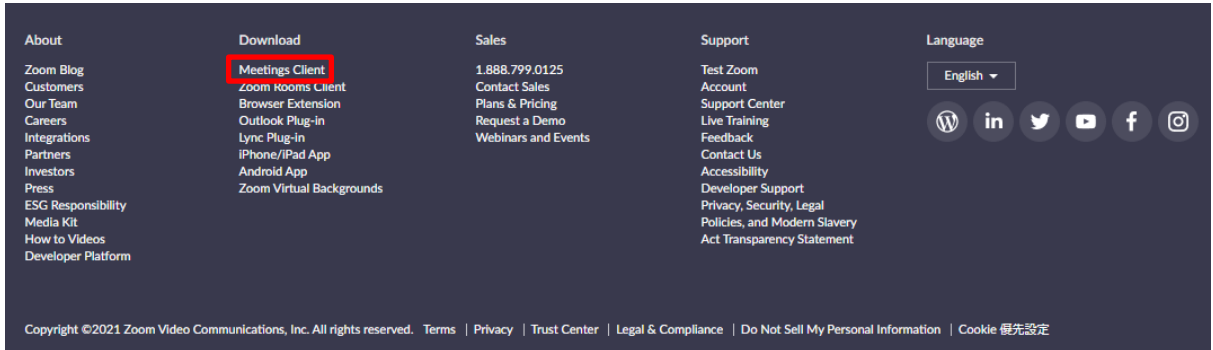 About
Zoom Blog
Customers
Our Team
Careers
Integrations
Partners
Investors
Press
ESG Responsibility
Media Kit
How to Videos
Developer Platform
Download
Meetings Client
Zoom Rooms Client
Browser Extension
Outlook Plug-in
Lync Plug-in
iPhone/iPad App
Android App
Zoom Virtual Backgrounds
Sales
1.888.799.0125
Contact Sales
Plans & Pricing
Request a Demo
Webinars and Events
Support
Test Zoom
Account
Support Center
Live Training
Feedback
Contact Us
Accessibility
Developer Support
Privacy, Security, Legal
Policies, and Modern Slavery
Act Transparency Statement
Language
English
Copyright ©2021 Zoom Video Communications, Inc. All rights reserved. Terms | Privacy | Trust Center | Legal & Compliance | Do Not Sell My Personal Information | Cookie 優先設定